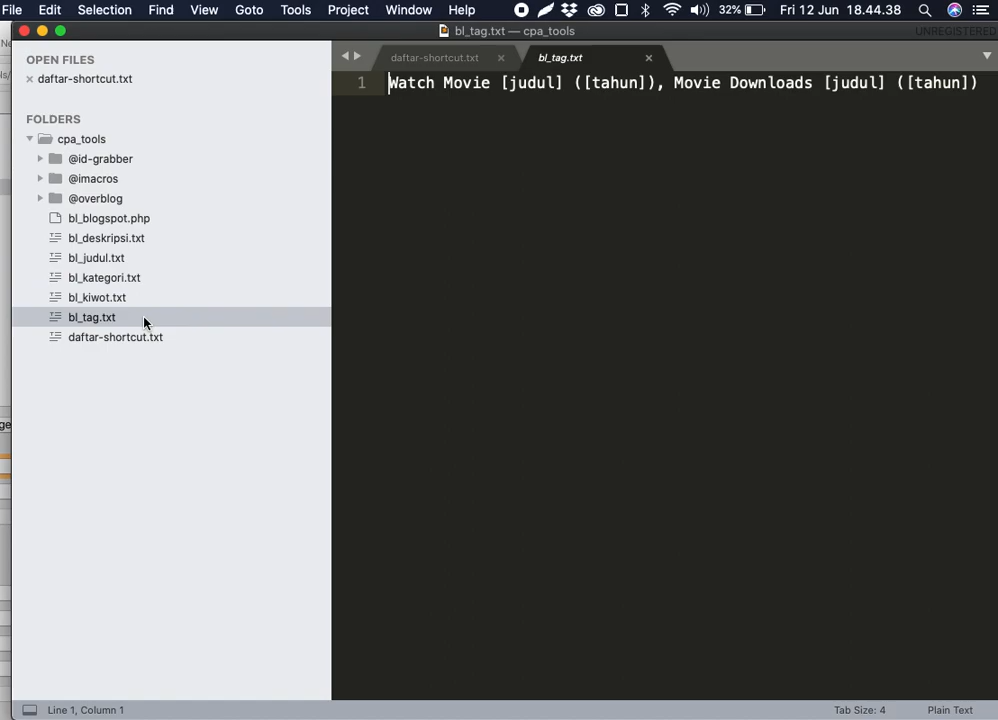 File Edit Selection Find View Goto Tools Project Window Help 32% Fri 12 Jun 18.44.38
bl_tag.txt — cpa_tools UNREGISTERED
OPEN FILES
× daftar-shortcut.txt
FOLDERS
cpa_tools
@id-grabber
@imacros
@overblog
bl_blogspot.php
bl_deskripsi.txt
bl_judul.txt
bl_kategori.txt
bl_kiwot.txt
bl_tag.txt
daftar-shortcut.txt
daftar-shortcut.txt × bl_tag.txt ×
1 Watch Movie [judul] ([tahun]), Movie Downloads [judul] ([tahun])
Line 1, Column 1 Tab Size: 4 Plain Text